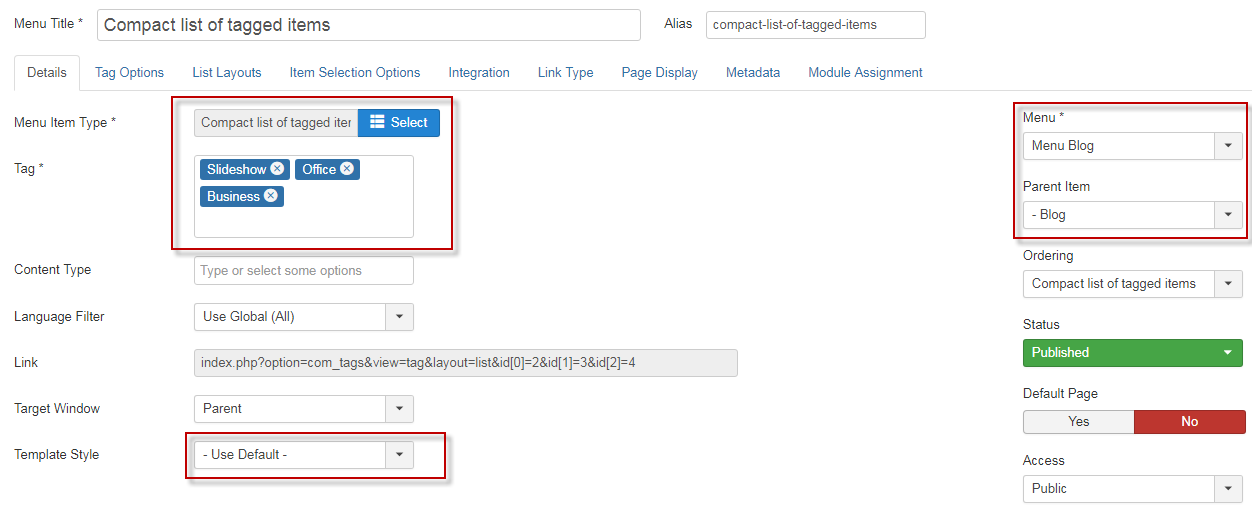 Menu Title * Compact list of tagged items Alias compact-list-of-tagged-items
Details Tag Options List Layouts Item Selection Options Integration Link Type Page Display Metadata Module Assignment
Menu Item Type * Compact list of tagged iter Select
Tag * Slideshow Office
Business
Content Type Type or select some options
Language Filter Use Global (All)
Link index.php?option=com_tags&view=tag&layout=list&id[0]=2&id[1]=3&id[2]=4
Target Window Parent
Template Style - Use Default -
Menu *
Menu Blog
Parent Item
- Blog
Ordering
Compact list of tagged items
Status
Published
Default Page
Yes No
Access
Public